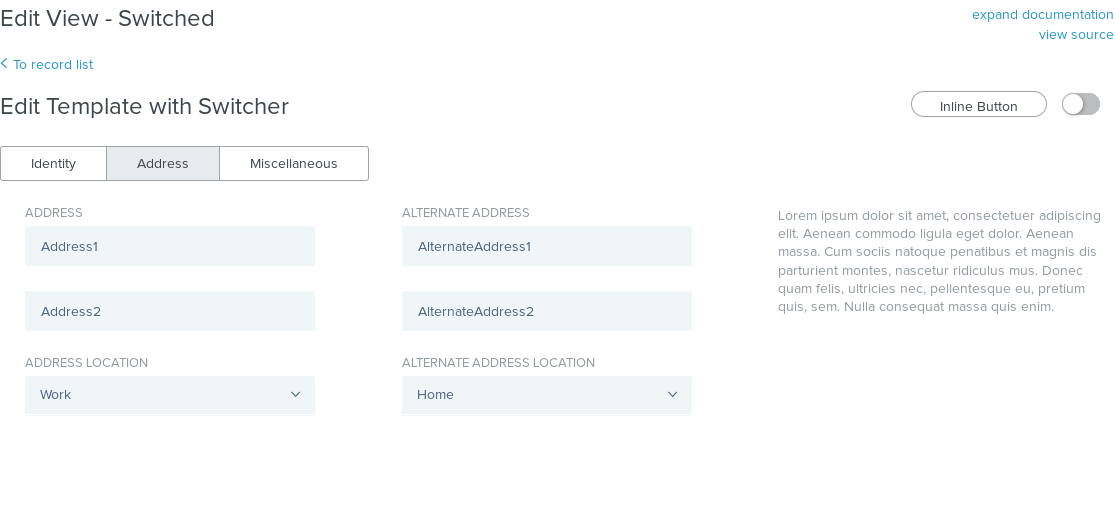 Edit View - Switched
expand documentation
view source
To record list
Edit Template with Switcher
Inline Button
Identity
Address
Miscellaneous
ADDRESS
Address1
Address2
ADDRESS LOCATION
Work
ALTERNATE ADDRESS
AlternateAddress1
AlternateAddress2
ALTERNATE ADDRESS LOCATION
Home
Lorem ipsum dolor sit amet, consectetuer adipiscing
elit. Aenean commodo ligula eget dolor. Aenean
massa. Cum sociis natoque penatibus et magnis dis
parturient montes, nascetur ridiculus mus. Donec
quam felis, ultricies nec, pellentesque eu, pretium
quis, sem. Nulla consequat massa quis enim.